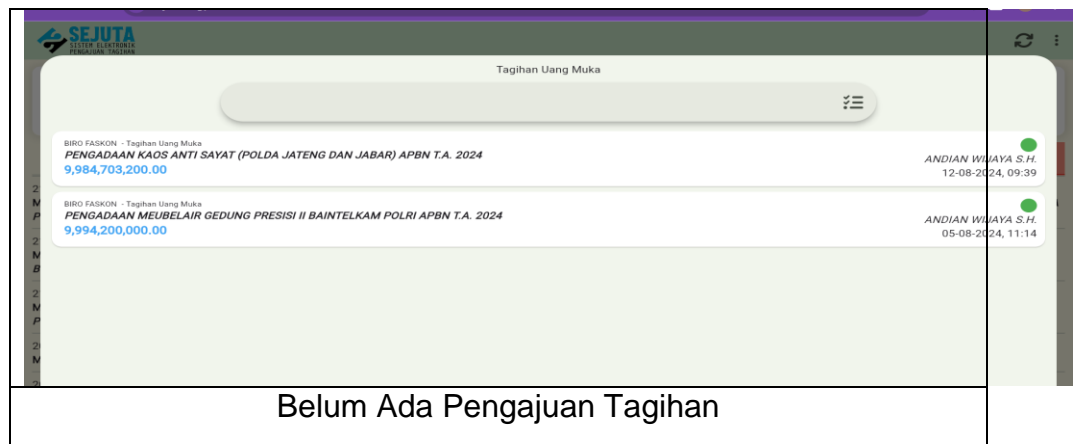 SEJUTA
SISTEM ELEKTRONIK
PENGAJUAN TAGIHAN
Tagihan Uang Muka
BIRO FASKON - Tagihan Uang Muka
PENGADAAN KAOS ANTI SAYAT (POLDA JATENG DAN JABAR) APBN T.A. 2024
9,984,703,200.00
ANDIAN WIJAYA S.H.
12-08-2024, 09:39
BIRO FASKON - Tagihan Uang Muka
PENGADAAN MEUBELAIR GEDUNG PRESISI II BAINTELKAM POLRI APBN T.A. 2024
9,994,200,000.00
ANDIAN WIJAYA S.H.
05-08-2024, 11:14
Belum Ada Pengajuan Tagihan